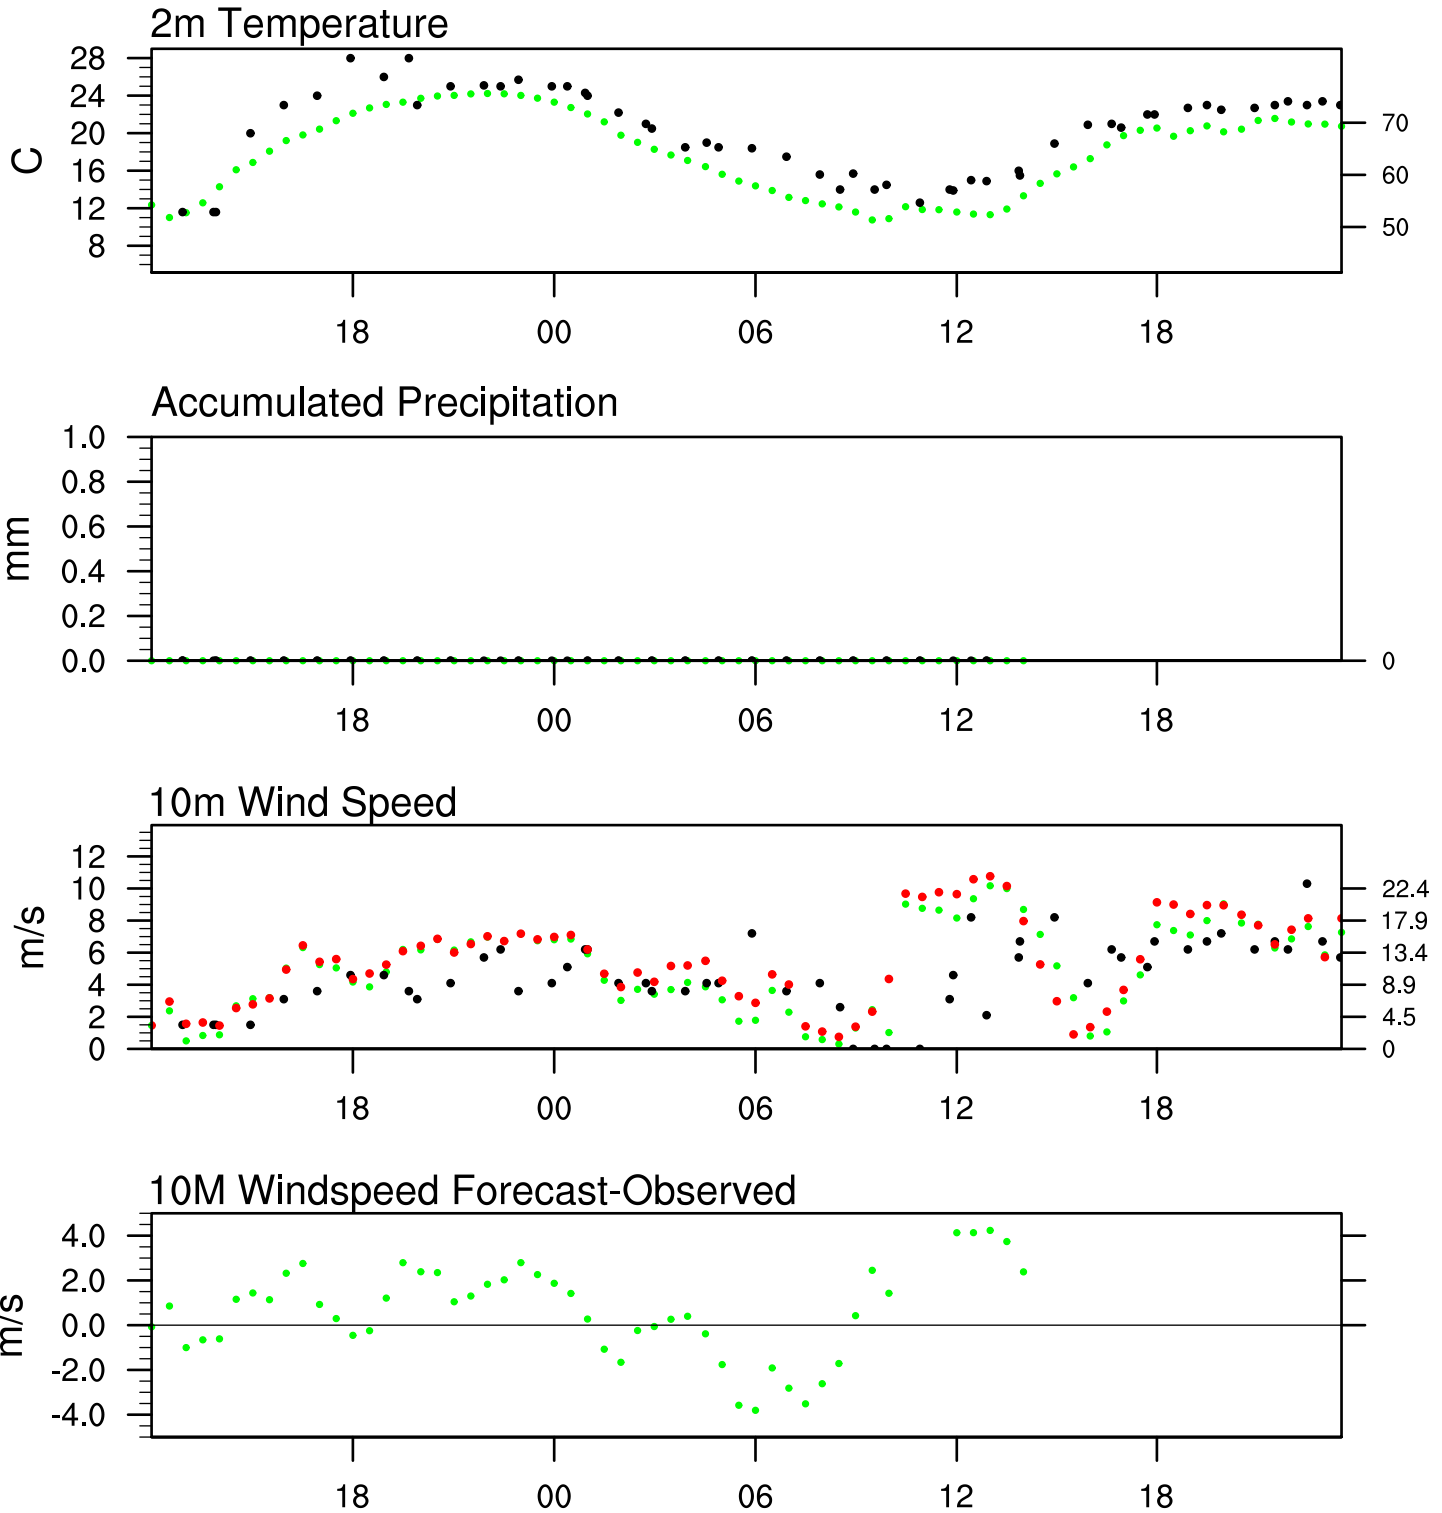 2m Temperature
28
24
20
16
12
8
C
70
60
50
18 00 06 12 18
Accumulated Precipitation
1.0
0.8
0.6
0.4
0.2
0.0
mm
0
18 00 06 12 18
10m Wind Speed
12
10
8
6
4
2
0
m/s
22.4
17.9
13.4
8.9
4.5
0
18 00 06 12 18
10M Windspeed Forecast-Observed
4.0
2.0
0.0
-2.0
-4.0
m/s
18 00 06 12 18